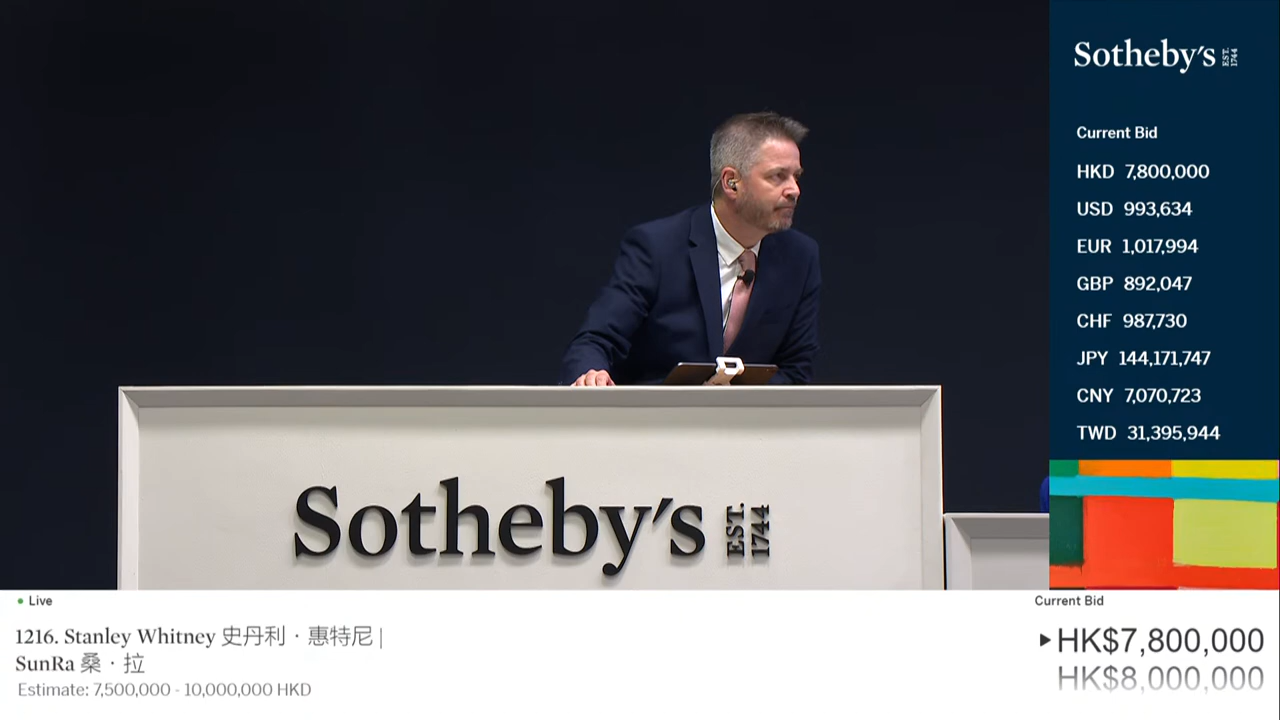 Sotheby's EST. 1744
Current Bid
HKD 7,800,000
USD 993,634
EUR 1,017,994
GBP 892,047
CHF 987,730
JPY 144,171,747
CNY 7,070,723
TWD 31,395,944
Sotheby's EST. 1744
Live
1216. Stanley Whitney 史丹利·惠特尼 |
SunRa 桑·拉
Estimate: 7,500,000 - 10,000,000 HKD
Current Bid
HK$7,800,000
HK$8,000,000